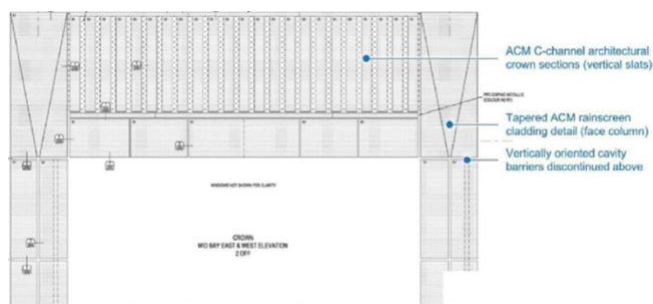 ACM C-channel architectural
crown sections (vertical slats)
Tapered ACM rainscreen
cladding detail (face column)
Vertically oriented cavity
barriers discontinued above
WINDOWS NOT SHOWN FOR CLARITY
CROWN
MID BAY EAST & WEST ELEVATION
2 OFF